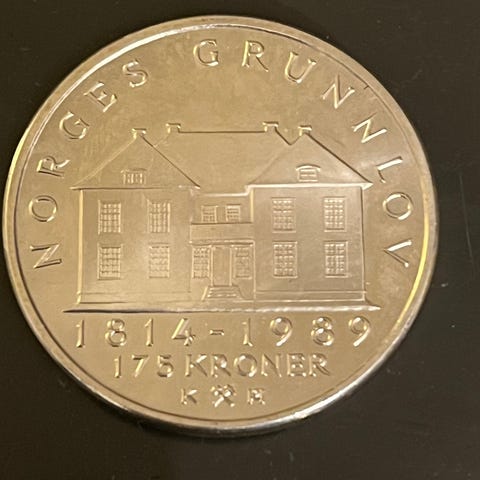 NORGES GRUNNLOV
1814-1989
175 KRONER
K ⚒ R